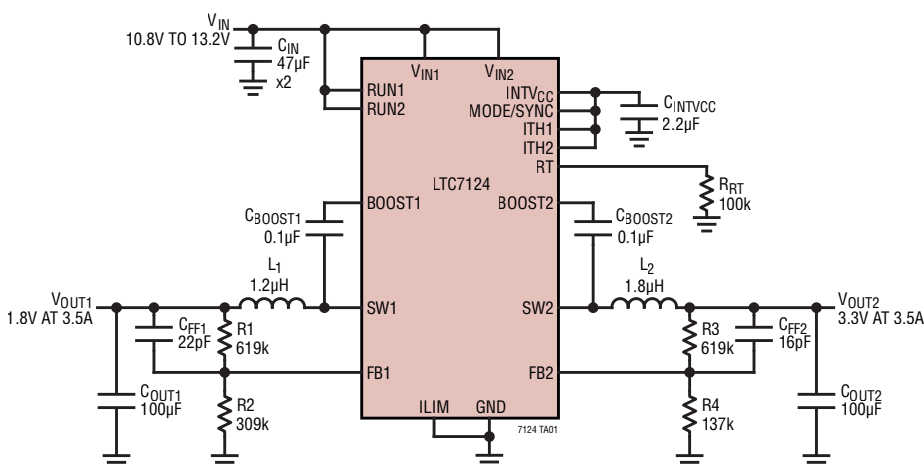 VIN
10.8V TO 13.2V
CIN
47µF
x2
VIN1
VIN2
RUN1
RUN2
INTVCC
MODE/SYNC
ITH1
ITH2
RT
CINTVCC
2.2µF
RRT
100k
LTC7124
BOOST1
BOOST2
CBOOST1
0.1µF
CBOOST2
0.1µF
L1
1.2µH
L2
1.8µH
VOUT1
1.8V AT 3.5A
SW1
SW2
VOUT2
3.3V AT 3.5A
CFF1
22pF
R1
619k
R3
619k
CFF2
16pF
FB1
FB2
COUT1
100µF
R2
309k
ILIM
GND
7124 TA01
R4
137k
COUT2
100µF